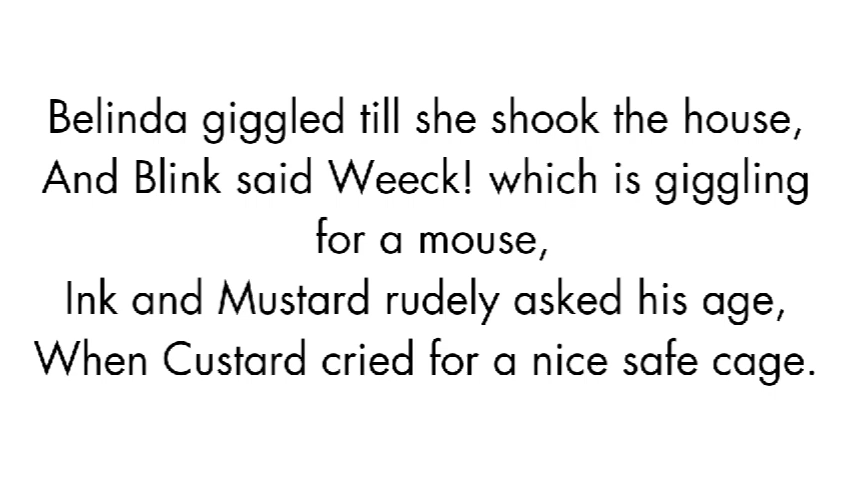 Belinda giggled till she shook the house,
And Blink said Weeck! which is giggling
for a mouse,
Ink and Mustard rudely asked his age,
When Custard cried for a nice safe cage.